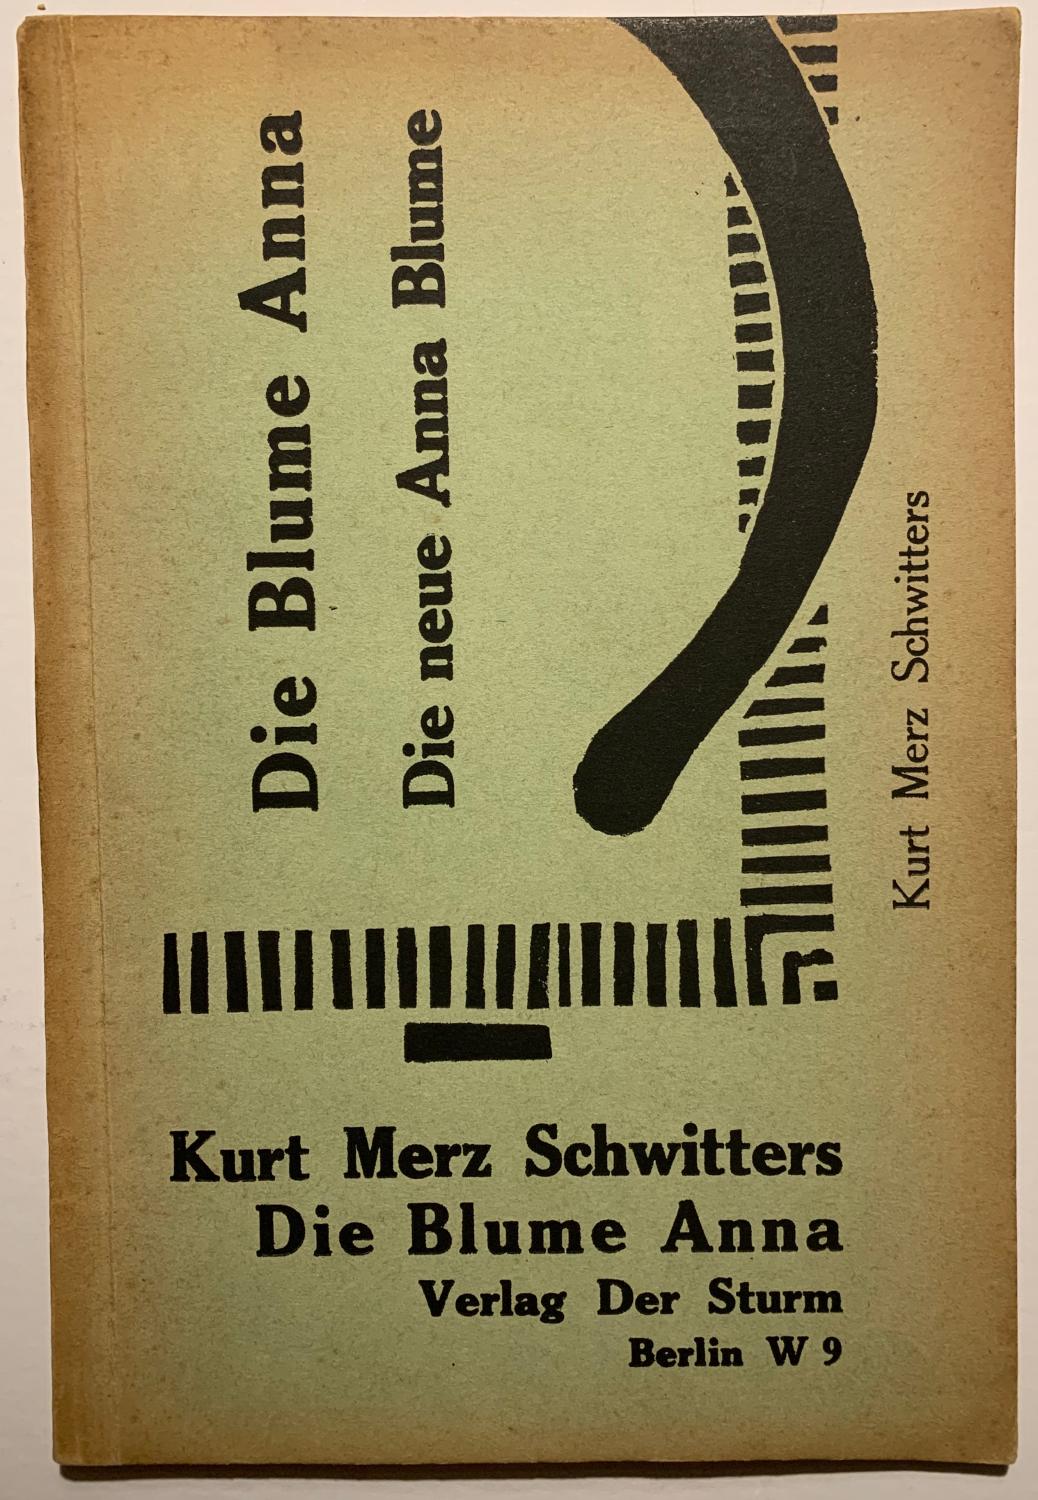 Die Blume Anna
Die neue Anna Blume
Kurt Merz Schwitters
Kurt Merz Schwitters
Die Blume Anna
Verlag Der Sturm
Berlin W 9